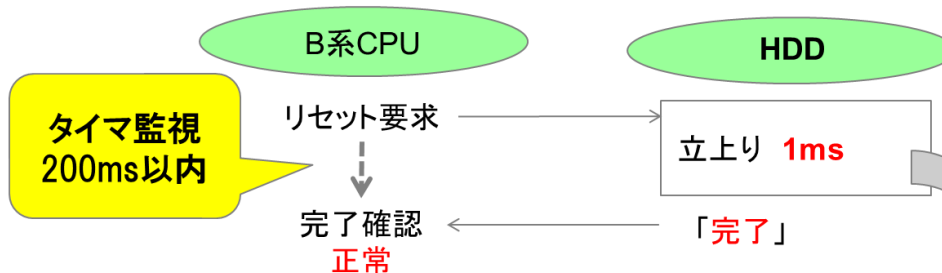 B系CPU
HDD
タイマ監視
200ms以内
リセット要求
立上り 1ms
完了確認
正常
「完了」